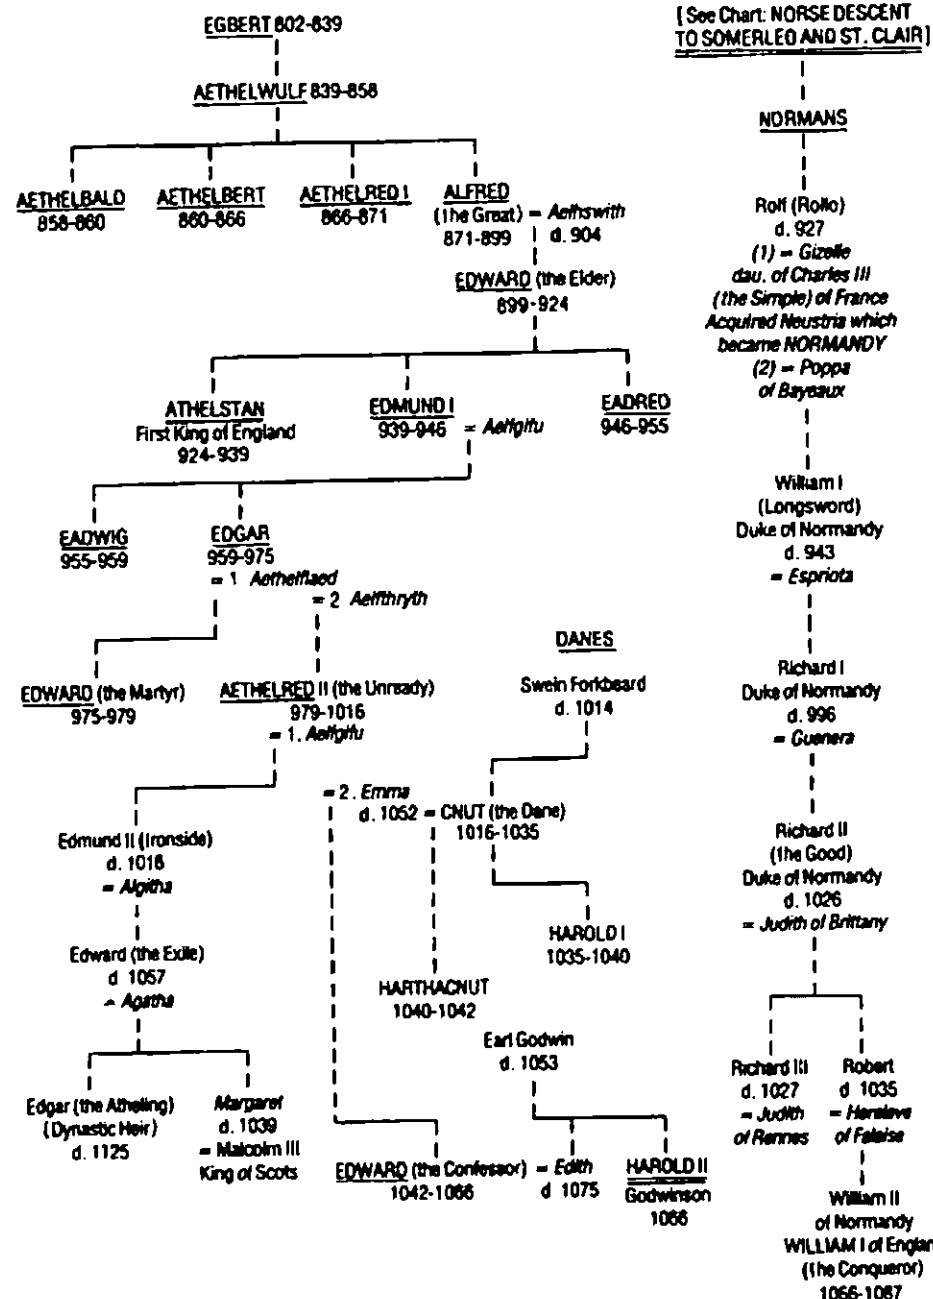 EGBERT 802-839
AETHELWULF 839-858
AETHELBALD
858-860
AETHELBERT
860-866
AETHELRED I
866-871
ALFRED
(the Great)
871-899
= Aethswith
d. 904
EDWARD (the Elder)
899-924
ATHELSTAN
First King of England
924-939
EDMUND I
939-946
= Aelfgifu
EADRED
946-955
EADWIG
955-959
EDGAR
959-975
= 1 Aethelflaed
= 2 Aelfthryth
EDWARD (the Martyr)
975-979
AETHELRED II (the Unready)
979-1016
= 1. Aelfgifu
= 2. Emma
d. 1052
Edmund II (Ironside)
d. 1016
= Algitha
Edward (the Exile)
d 1057
= Agatha
Edgar (the Atheling)
(Dynastic Heir)
d. 1125
Margaret
d. 1039
= Malcolm III
King of Scots
DANES
Swein Forkbeard
d. 1014
= CNUT (the Dane)
1016-1035
HAROLD I
1035-1040
HARTHACNUT
1040-1042
Earl Godwin
d. 1053
EDWARD (the Confessor)
1042-1066
= Edith
d 1075
HAROLD II
Godwinson
1066
[See Chart: NORSE DESCENT
TO SOMERLED AND ST. CLAIR]
NORMANS
Rolf (Rollo)
d. 927
(1) = Gizelle
dau. of Charles III
(the Simple) of France
Acquired Neustria which
became NORMANDY
(2) = Poppa
of Bayeaux
William I
(Longsword)
Duke of Normandy
d. 943
= Espriota
Richard I
Duke of Normandy
d. 996
= Guenera
Richard II
(the Good)
Duke of Normandy
d. 1026
= Judith of Brittany
Richard III
d. 1027
= Judith
of Rennes
Robert
d 1035
= Herleve
of Falaise
William II
of Normandy
WILLIAM I of Englan
(the Conqueror)
1066-1087